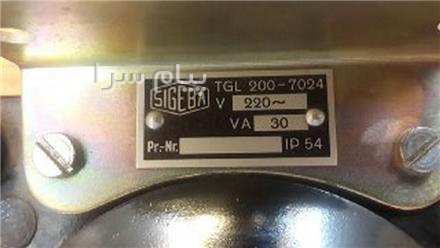 پیام سرا
SIGEBA TGL 200-7024
V 220~
VA 30
Pr.-Nr. IP 54